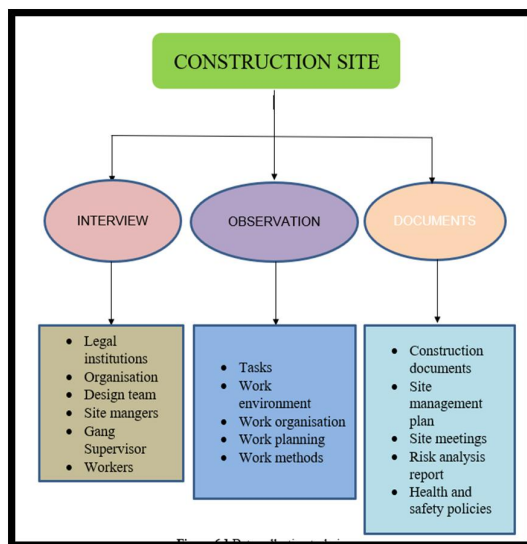 CONSTRUCTION SITE
INTERVIEW
OBSERVATION
DOCUMENTS
• Legal
institutions
• Organisation
• Design team
• Site mangers
• Gang
Supervisor
• Workers
• Tasks
• Work
environment
• Work organisation
• Work planning
• Work methods
• Construction
documents
• Site
management
plan
• Site meetings
• Risk analysis
report
• Health and
safety policies